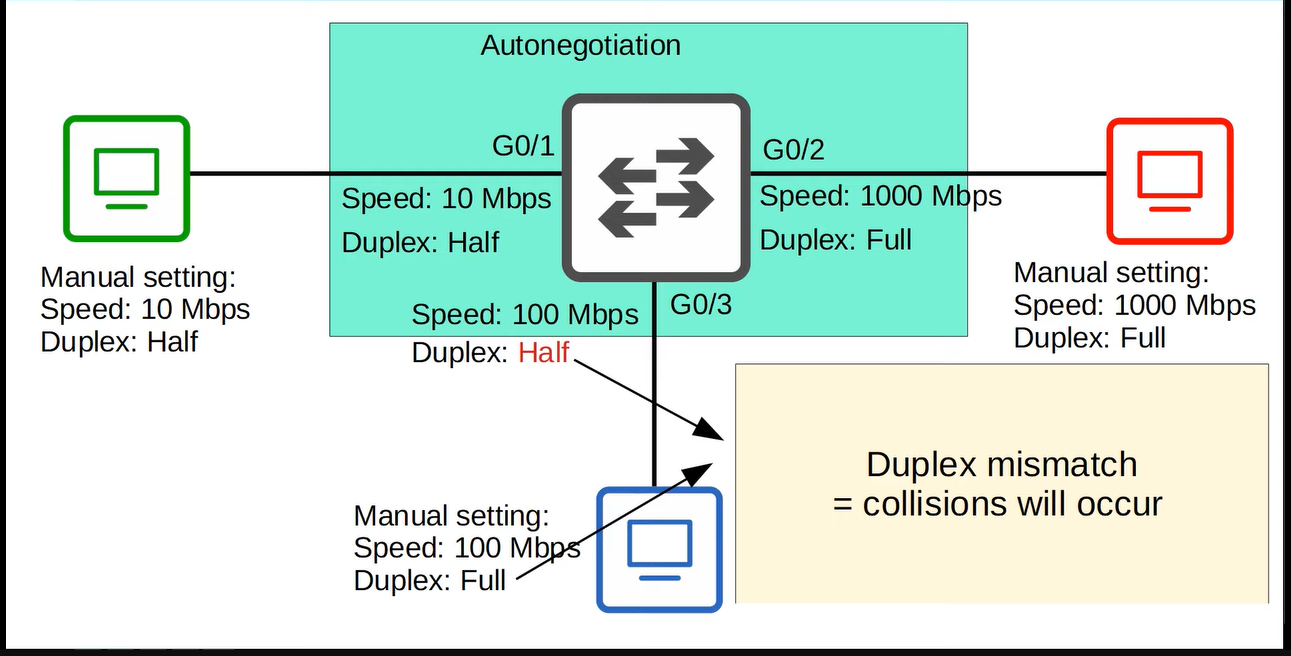 Autonegotiation
G0/1
G0/2
Speed: 10 Mbps
Duplex: Half
Speed: 1000 Mbps
Duplex: Full
Manual setting:
Speed: 10 Mbps
Duplex: Half
Manual setting:
Speed: 1000 Mbps
Duplex: Full
G0/3
Speed: 100 Mbps
Duplex: Half
Duplex mismatch
= collisions will occur
Manual setting:
Speed: 100 Mbps
Duplex: Full